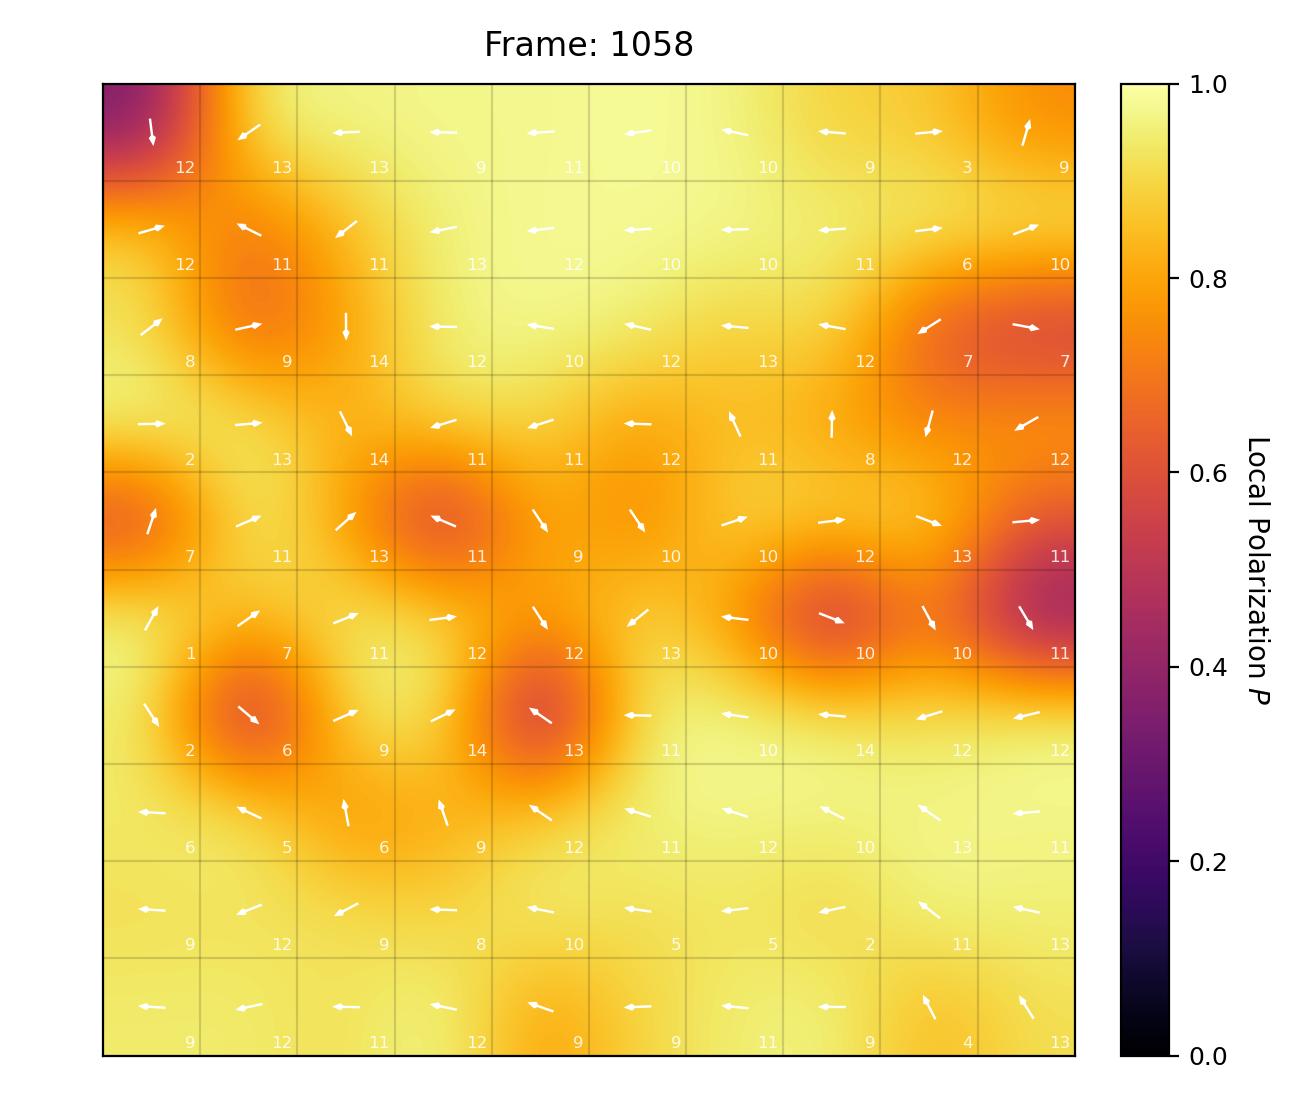 Frame: 1058
12 13 13 9 11 10 10 9 3 9
12 11 11 13 12 10 10 11 6 10
8 9 14 12 10 12 13 12 7 7
2 13 14 11 11 12 11 8 12 12
7 11 13 11 9 10 10 12 13 11
1 7 11 12 12 13 10 10 10 11
2 6 9 14 13 11 10 14 12 12
6 5 6 9 12 11 12 10 13 11
9 12 9 8 10 5 5 2 11 13
9 12 11 12 9 9 11 9 4 13
1.0
0.8
0.6
0.4
0.2
0.0
Local Polarization P